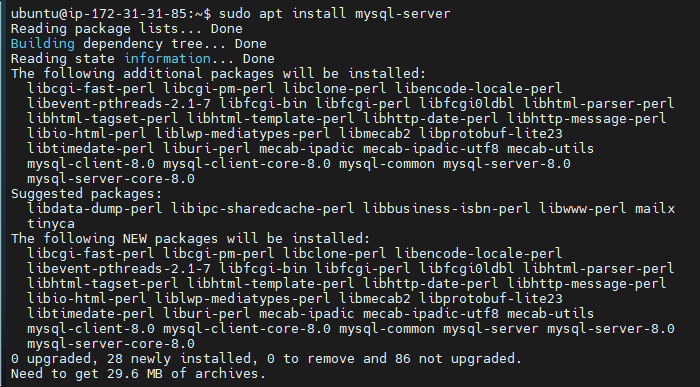 ubuntu@ip-172-31-31-85:~$ sudo apt install mysql-server
Reading package lists... Done
Building dependency tree... Done
Reading state information... Done
The following additional packages will be installed:
  libcgi-fast-perl libcgi-pm-perl libclone-perl libencode-locale-perl
  libevent-pthreads-2.1-7 libfcgi-bin libfcgi-perl libfcgi0ldbl libhtml-parser-perl
  libhtml-tagset-perl libhtml-template-perl libhttp-date-perl libhttp-message-perl
  libio-html-perl liblwp-mediatypes-perl libmecab2 libprotobuf-lite23
  libtimedate-perl liburi-perl mecab-ipadic mecab-ipadic-utf8 mecab-utils
  mysql-client-8.0 mysql-client-core-8.0 mysql-common mysql-server-8.0
  mysql-server-core-8.0
Suggested packages:
  libdata-dump-perl libipc-sharedcache-perl libbusiness-isbn-perl libwww-perl mailx
  tinyca
The following NEW packages will be installed:
  libcgi-fast-perl libcgi-pm-perl libclone-perl libencode-locale-perl
  libevent-pthreads-2.1-7 libfcgi-bin libfcgi-perl libfcgi0ldbl libhtml-parser-perl
  libhtml-tagset-perl libhtml-template-perl libhttp-date-perl libhttp-message-perl
  libio-html-perl liblwp-mediatypes-perl libmecab2 libprotobuf-lite23
  libtimedate-perl liburi-perl mecab-ipadic mecab-ipadic-utf8 mecab-utils
  mysql-client-8.0 mysql-client-core-8.0 mysql-common mysql-server mysql-server-8.0
  mysql-server-core-8.0
0 upgraded, 28 newly installed, 0 to remove and 86 not upgraded.
Need to get 29.6 MB of archives.